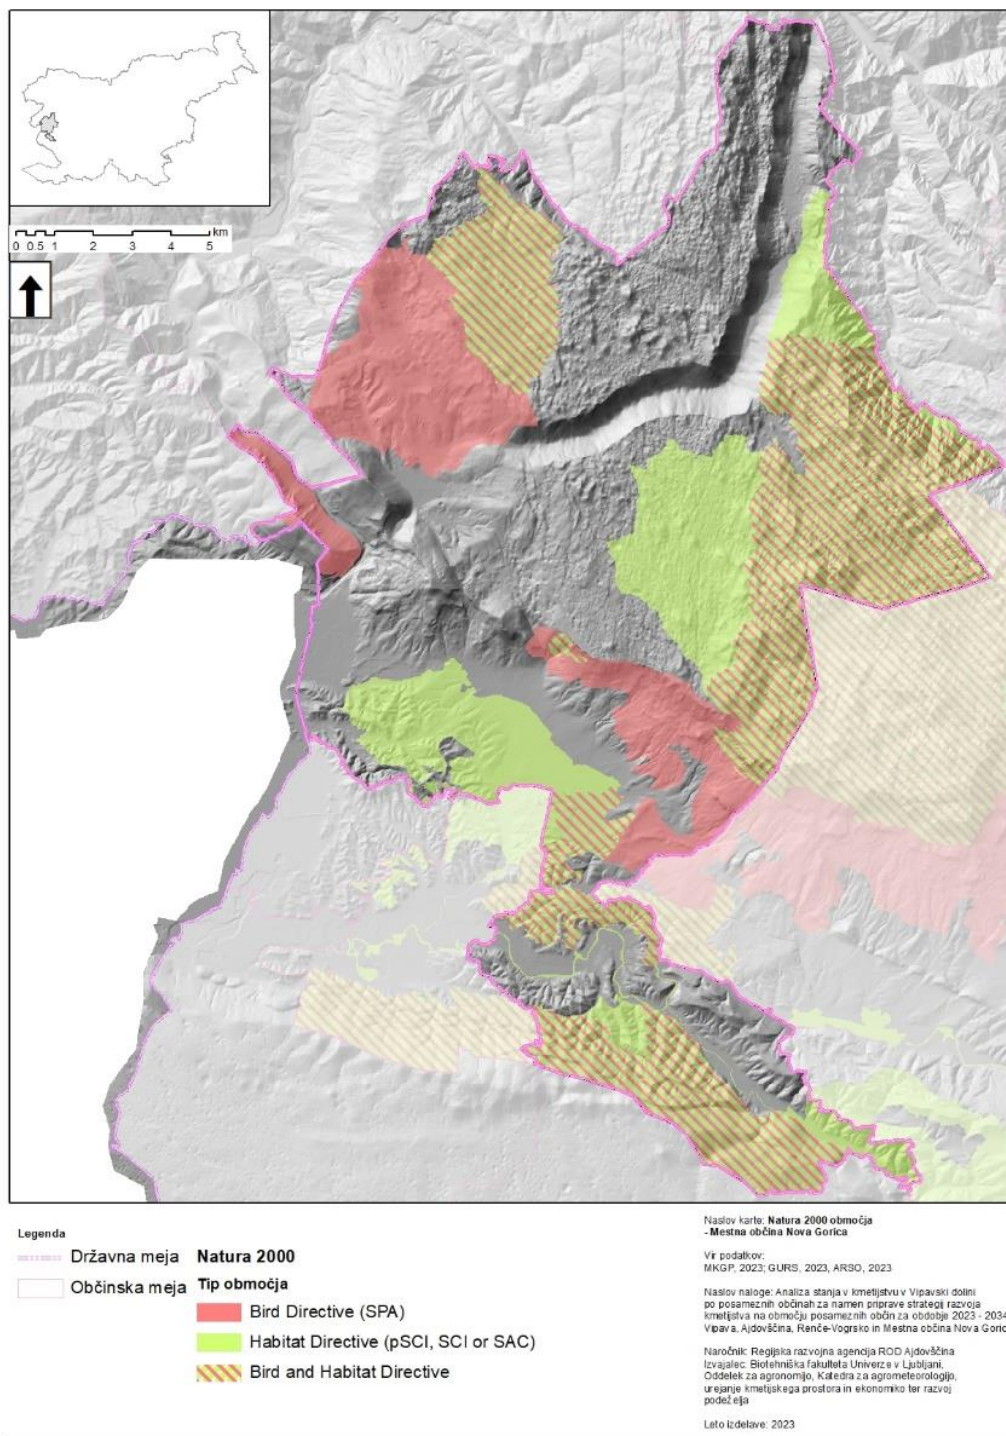 km
0 0.5 1 2 3 4 5
Legenda
Državna meja
Občinska meja
Natura 2000
Tip območja
Bird Directive (SPA)
Habitat Directive (pSCI, SCI or SAC)
Bird and Habitat Directive
Naslov karte: Natura 2000 območja
- Mestna občina Nova Gorica
Vir podatkov:
MKGP, 2023; GURS, 2023, ARSO, 2023
Naslov naloge: Analiza stanja v kmetijstvu v Vipavski dolini
po posameznih občinah za namen priprave strategij razvoja
kmetijstva na območju posameznih občin za obdobje 2023 - 2034
Vipava, Ajdovščina, Renče-Vogrsko in Mestna občina Nova Goric
Naročnik: Regijska razvojna agencija ROD Ajdovščina
Izvajalec: Biotehniška fakulteta Univerze v Ljubljani,
Oddelek za agronomijo, Katedra za agrometeorologijo,
urejanje kmetijskega prostora in ekonomiko ter razvoj
podeželja
Leto izdelave: 2023